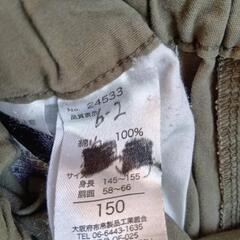 No. 24533
品質表示
6-2
綿 100%
サイズ
身長 145~155
胴囲 58~66
150
大阪府布帛製品工業組合
TEL 06-6443-1635